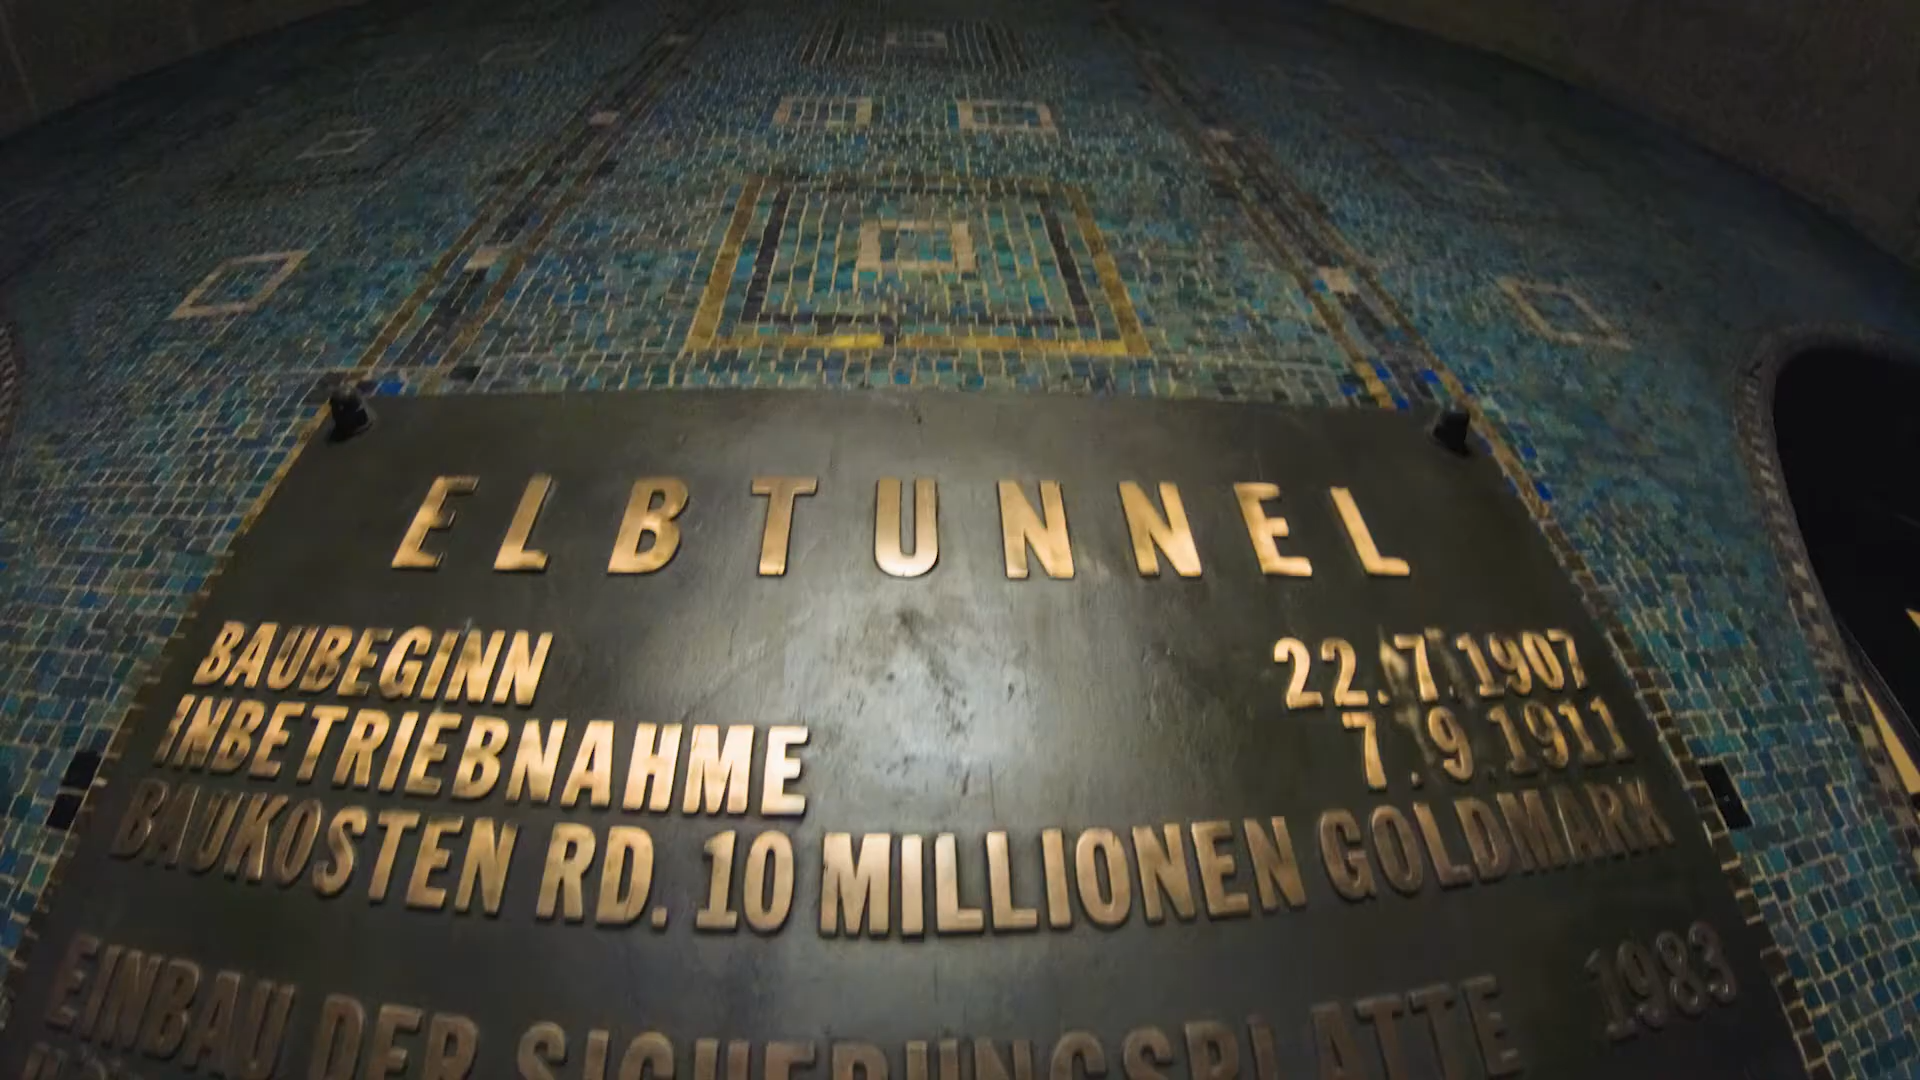 ELBTUNNEL
BAUBEGINN 22.7.1907
INBETRIEBNAHME 7.9.1911
BAUKOSTEN RD. 10 MILLIONEN GOLDMARK
EINBAU DER SICHERUNGSPLATTE 1983